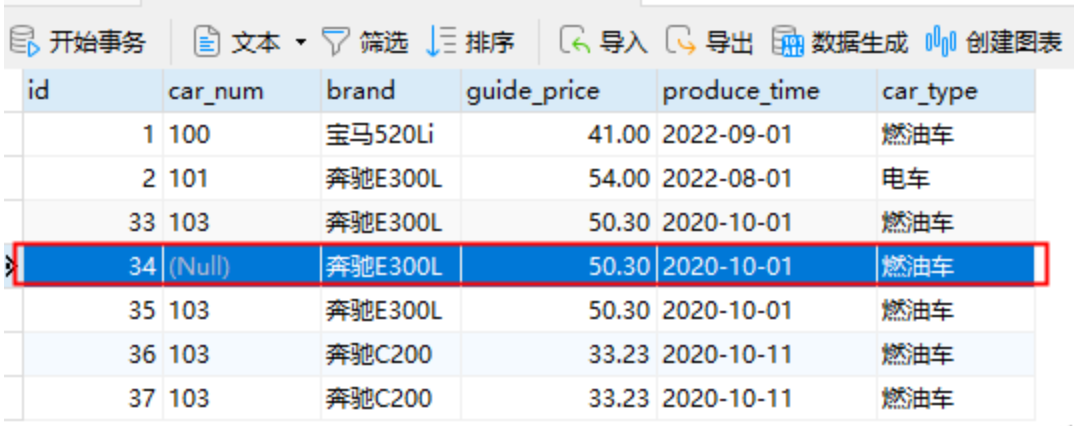 开始事务 文本 筛选 排序 导入 导出 数据生成 创建图表
id car_num brand guide_price produce_time car_type
1 100 宝马520Li 41.00 2022-09-01 燃油车
2 101 奔驰E300L 54.00 2022-08-01 电车
33 103 奔驰E300L 50.30 2020-10-01 燃油车
34 (Null) 奔驰E300L 50.30 2020-10-01 燃油车
35 103 奔驰E300L 50.30 2020-10-01 燃油车
36 103 奔驰C200 33.23 2020-10-11 燃油车
37 103 奔驰C200 33.23 2020-10-11 燃油车